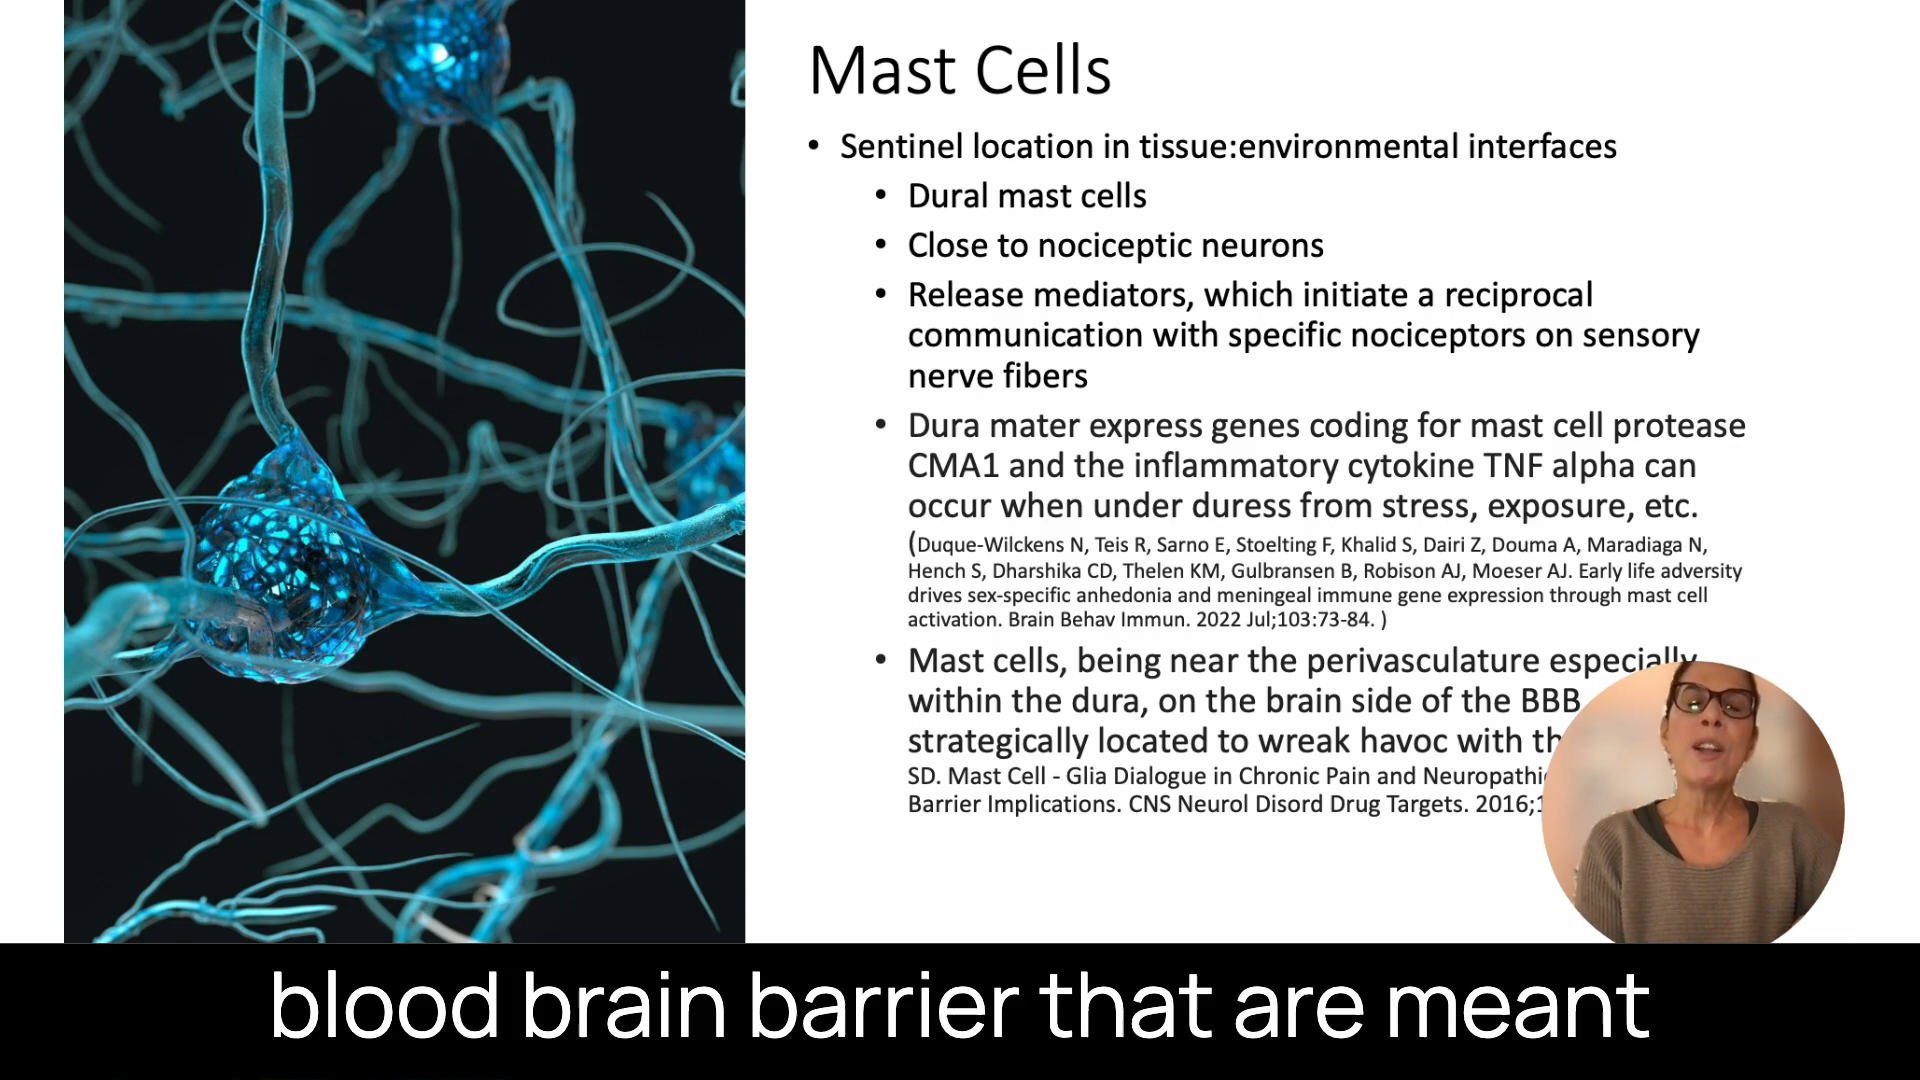 Mast Cells
• Sentinel location in tissue:environmental interfaces
• Dural mast cells
• Close to nociceptic neurons
• Release mediators, which initiate a reciprocal
communication with specific nociceptors on sensory
nerve fibers
• Dura mater express genes coding for mast cell protease
CMA1 and the inflammatory cytokine TNF alpha can
occur when under duress from stress, exposure, etc.
(Duque-Wilckens N, Teis R, Sarno E, Stoelting F, Khalid S, Dairi Z, Douma A, Maradiaga N,
Hench S, Dharshika CD, Thelen KM, Gulbransen B, Robison AJ, Moeser AJ. Early life adversity
drives sex-specific anhedonia and meningeal immune gene expression through mast cell
activation. Brain Behav Immun. 2022 Jul;103:73-84. )
• Mast cells, being near the perivasculature especially
within the dura, on the brain side of the BBB
strategically located to wreak havoc with
SD. Mast Cell - Glia Dialogue in Chronic Pain and
Barrier Implications. CNS Neurol Disord Drug Targets. 2016;
blood brain barrier that are meant